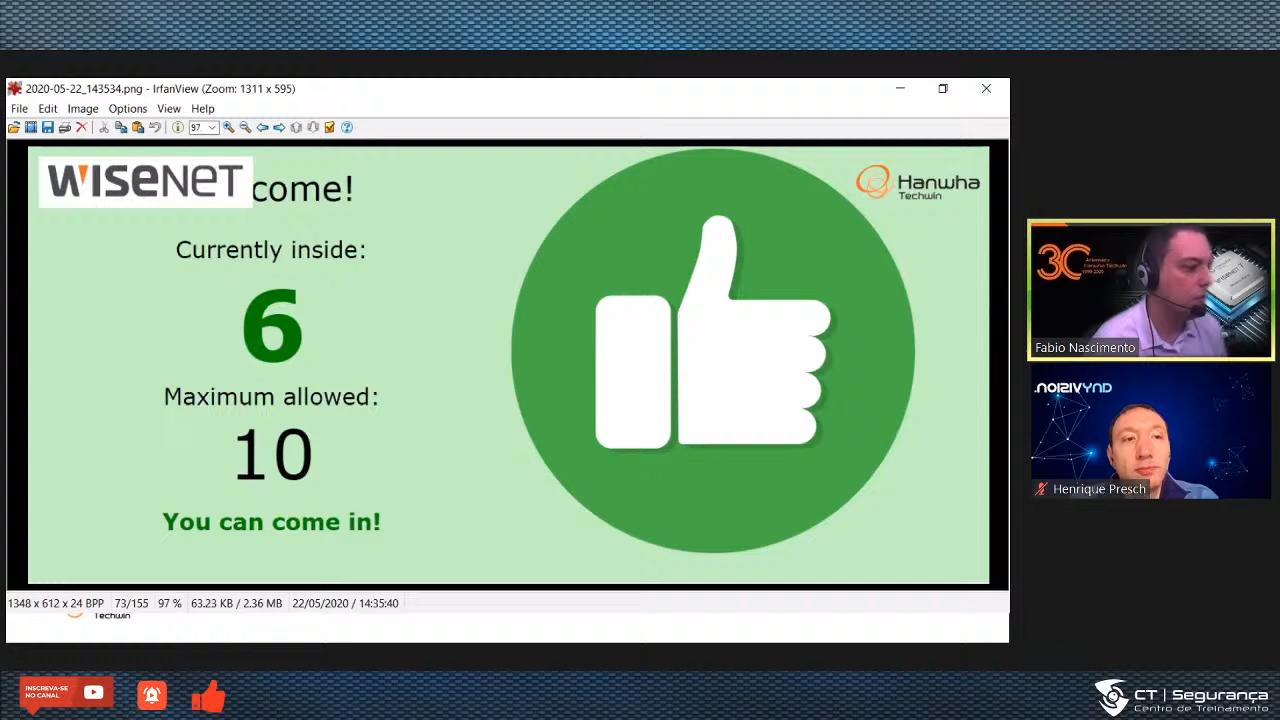 2020-05-22_143534.png - IrfanView (Zoom: 1311 x 595)
File Edit Image Options View Help
97.
WISENET
come!
Hanwha
Techwin
Currently inside:
6
Maximum allowed:
10
You can come in!
1348 x 612 x 24 BPP 73/155 97 % 63.23 KB / 2.36 MB 22/05/2020 / 14:35:40
Techwin
30
WISENET
Fabio Nascimento
DNYVISION.
Henrique Presch
INSCREVA-SE
NO CANAL
CT | Segurança
Centro de Treinamento